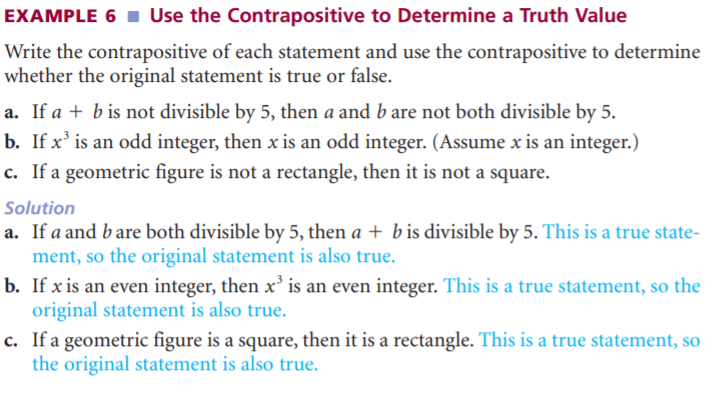 EXAMPLE 6 ■ Use the Contrapositive to Determine a Truth Value
Write the contrapositive of each statement and use the contrapositive to determine
whether the original statement is true or false.
a. If a + b is not divisible by 5, then a and b are not both divisible by 5.
b. If x³ is an odd integer, then x is an odd integer. (Assume x is an integer.)
c. If a geometric figure is not a rectangle, then it is not a square.
Solution
a. If a and b are both divisible by 5, then a + b is divisible by 5. This is a true state-
ment, so the original statement is also true.
b. If x is an even integer, then x³ is an even integer. This is a true statement, so the
original statement is also true.
c. If a geometric figure is a square, then it is a rectangle. This is a true statement, so
the original statement is also true.